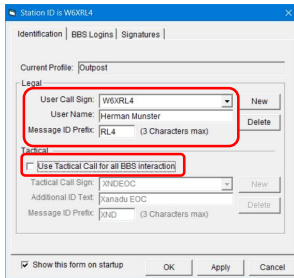 Station ID is W6XRL4
Identification BBS Logins Signatures
Current Profile: Outpost
Legal
User Call Sign: W6XRL4 New
User Name: Herman Munster Delete
Message ID Prefix: RL4 (3 Characters max)
Tactical
Use Tactical Call for all BBS interaction
Tactical Call Sign: XNDEOC New
Additional ID Text: Xanadu EOC Delete
Message ID Prefix: XND (3 Characters max)
Show this form on startup OK Apply Cancel